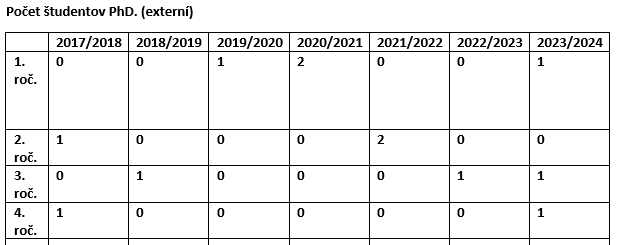 Počet študentov PhD. (externí)
2017/2018 2018/2019 2019/2020 2020/2021 2021/2022 2022/2023 2023/2024
1. 0 0 1 2 0 0 1
roč.
2. 1 0 0 0 2 0 0
roč.
3. 0 1 0 0 0 1 1
roč.
4. 1 0 0 0 0 0 1
roč.